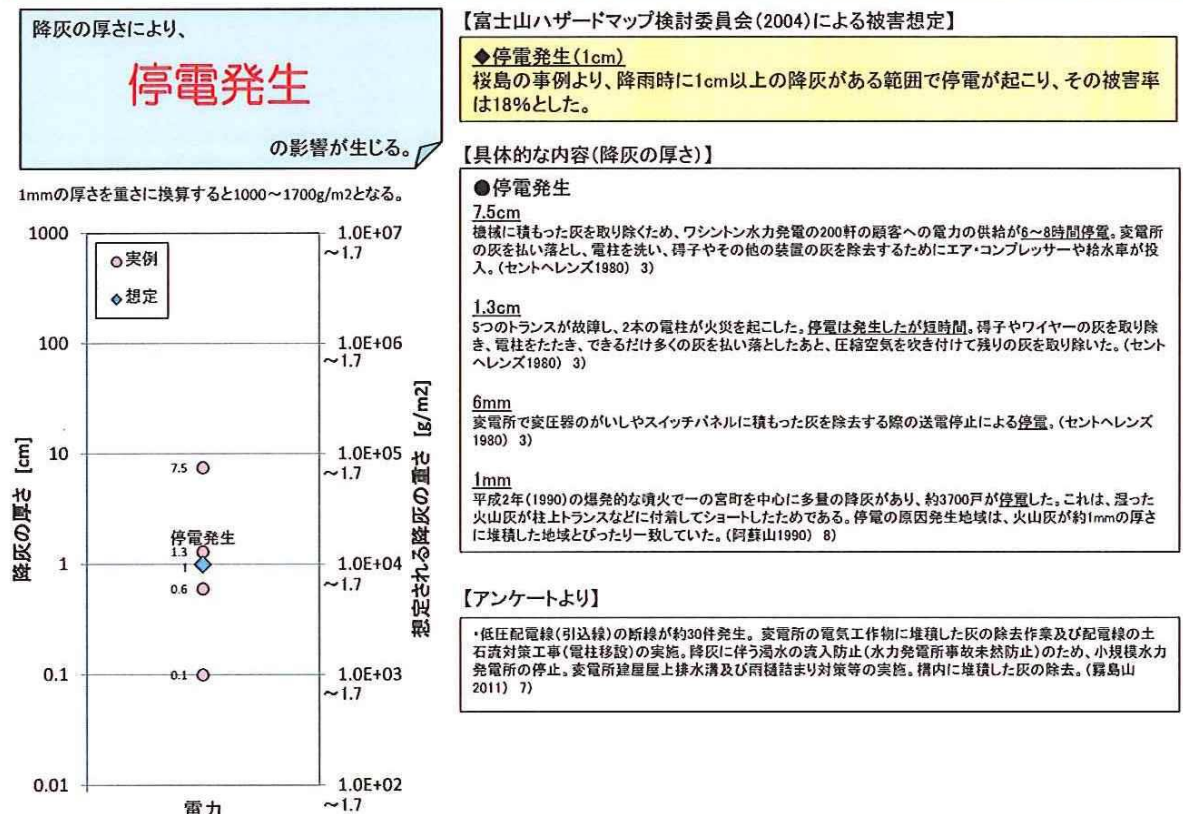 降灰の厚さにより、
停電発生
の影響が生じる。
1mmの厚さを重さに換算すると1000～1700g/m2となる。
1000
100
10
1
0.1
0.01
降灰の厚さ [cm]
実例
想定
7.5
停電発生
1.3
1
0.6
0.1
電力
1.0E+07
～1.7
1.0E+06
～1.7
1.0E+05
～1.7
1.0E+04
～1.7
1.0E+03
～1.7
1.0E+02
～1.7
想定される降灰の重さ [g/m2]
【富士山ハザードマップ検討委員会(2004)による被害想定】
◆停電発生(1cm)
桜島の事例より、降雨時に1cm以上の降灰がある範囲で停電が起こり、その被害率
は18%とした。
【具体的な内容(降灰の厚さ)】
●停電発生
7.5cm
機械に積もった灰を取り除くため、ワシントン水力発電の200軒の顧客への電力の供給が6～8時間停電。変電所
の灰を払い落とし、電柱を洗い、碍子やその他の装置の灰を除去するためにエア・コンプレッサーや給水車が投
入。(セントヘレンズ1980) 3)
1.3cm
5つのトランスが故障し、2本の電柱が火災を起こした。停電は発生したが短時間。碍子やワイヤーの灰を取り除
き、電柱をたたき、できるだけ多くの灰を払い落としたあと、圧縮空気を吹き付けて残りの灰を取り除いた。(セント
ヘレンズ1980) 3)
6mm
変電所で変圧器のがいしやスイッチパネルに積もった灰を除去する際の送電停止による停電。(セントヘレンズ
1980) 3)
1mm
平成2年(1990)の爆発的な噴火で一の宮町を中心に多量の降灰があり、約3700戸が停電した。これは、湿った
火山灰が柱上トランスなどに付着してショートしたためである。停電の原因発生地域は、火山灰が約1mmの厚さ
に堆積した地域とぴったり一致していた。(阿蘇山1990) 8)
【アンケートより】
・低圧配電線(引込線)の断線が約30件発生。変電所の電気工作物に堆積した灰の除去作業及び配電線の土
石流対策工事(電柱移設)の実施。降灰に伴う濁水の流入防止(水力発電所事故未然防止)のため、小規模水力
発電所の停止。変電所建屋屋上排水溝及び雨樋詰まり対策等の実施。構内に堆積した灰の除去。(霧島山
2011) 7)